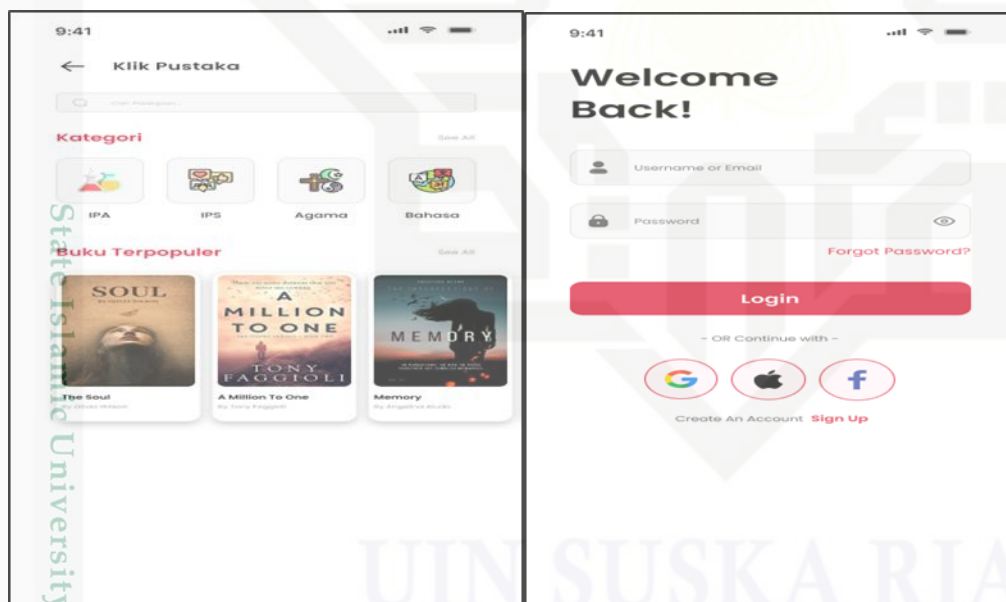 9:41
Klik Pustaka
Kategori
See All
IPA
IPS
Agama
Bahasa
Buku Terpopuler
See All
SOUL
A
MILLION
TO ONE
TONY
FAGGIOLI
MEMORY
The Soul
A Million To One
By Tony Faggioli
Memory
9:41
Welcome
Back!
Username or Email
Password
Forgot Password?
Login
- OR Continue with -
Create An Account Sign Up
State Islamic University
UIN SUSKA RIA